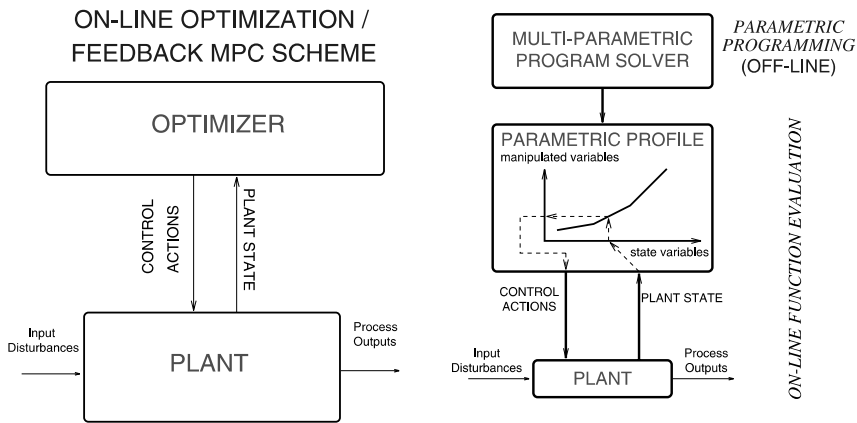 ON-LINE OPTIMIZATION /
FEEDBACK MPC SCHEME
OPTIMIZER
CONTROL
ACTIONS
PLANT STATE
Input
Disturbances
PLANT
Process
Outputs
MULTI-PARAMETRIC
PROGRAM SOLVER
PARAMETRIC
PROGRAMMING
(OFF-LINE)
PARAMETRIC PROFILE
manipulated variables
state variables
CONTROL
ACTIONS
PLANT STATE
Input
Disturbances
PLANT
Process
Outputs
ON-LINE FUNCTION EVALUATION